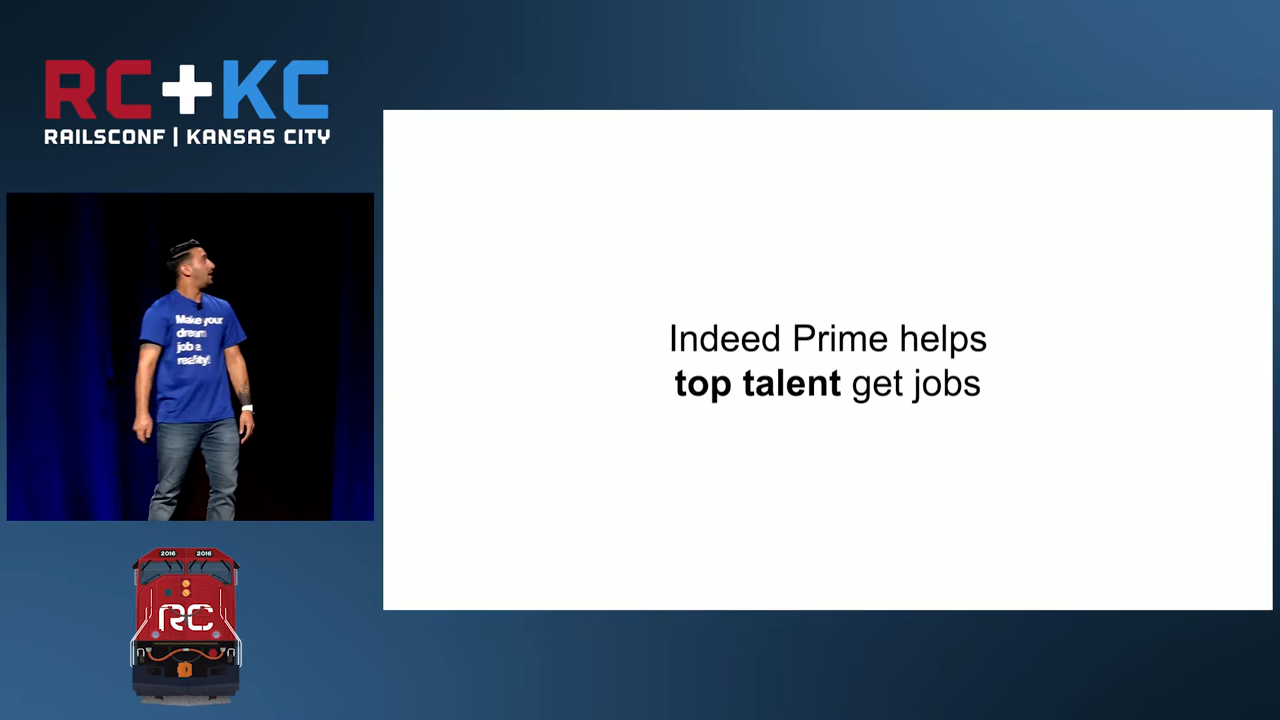 RC+KC
RAILSCONF | KANSAS CITY
Make your
dream
job a
reality!
Indeed Prime helps
top talent get jobs
2016 2016
RC